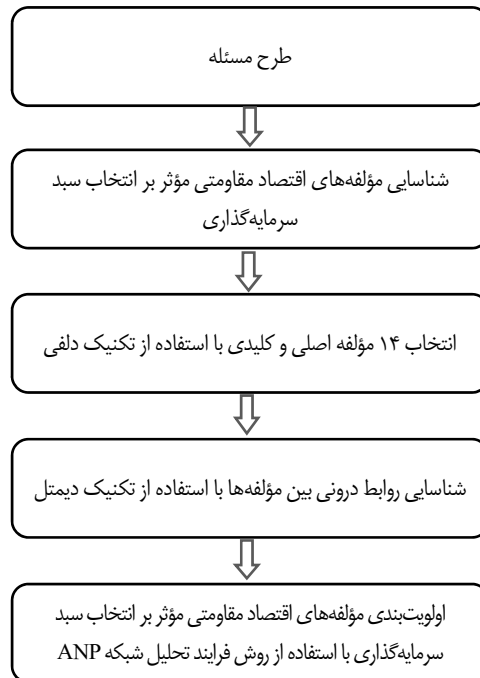 طرح مسئله
شناسایی مؤلفه‌های اقتصاد مقاومتی مؤثر بر انتخاب سبد
سرمایه‌گذاری
انتخاب ۱۴ مؤلفه اصلی و کلیدی با استفاده از تکنیک دلفی
شناسایی روابط درونی بین مؤلفه‌ها با استفاده از تکنیک دیمتل
اولویت‌بندی مؤلفه‌های اقتصاد مقاومتی مؤثر بر انتخاب سبد
سرمایه‌گذاری با استفاده از روش فرایند تحلیل شبکه ANP